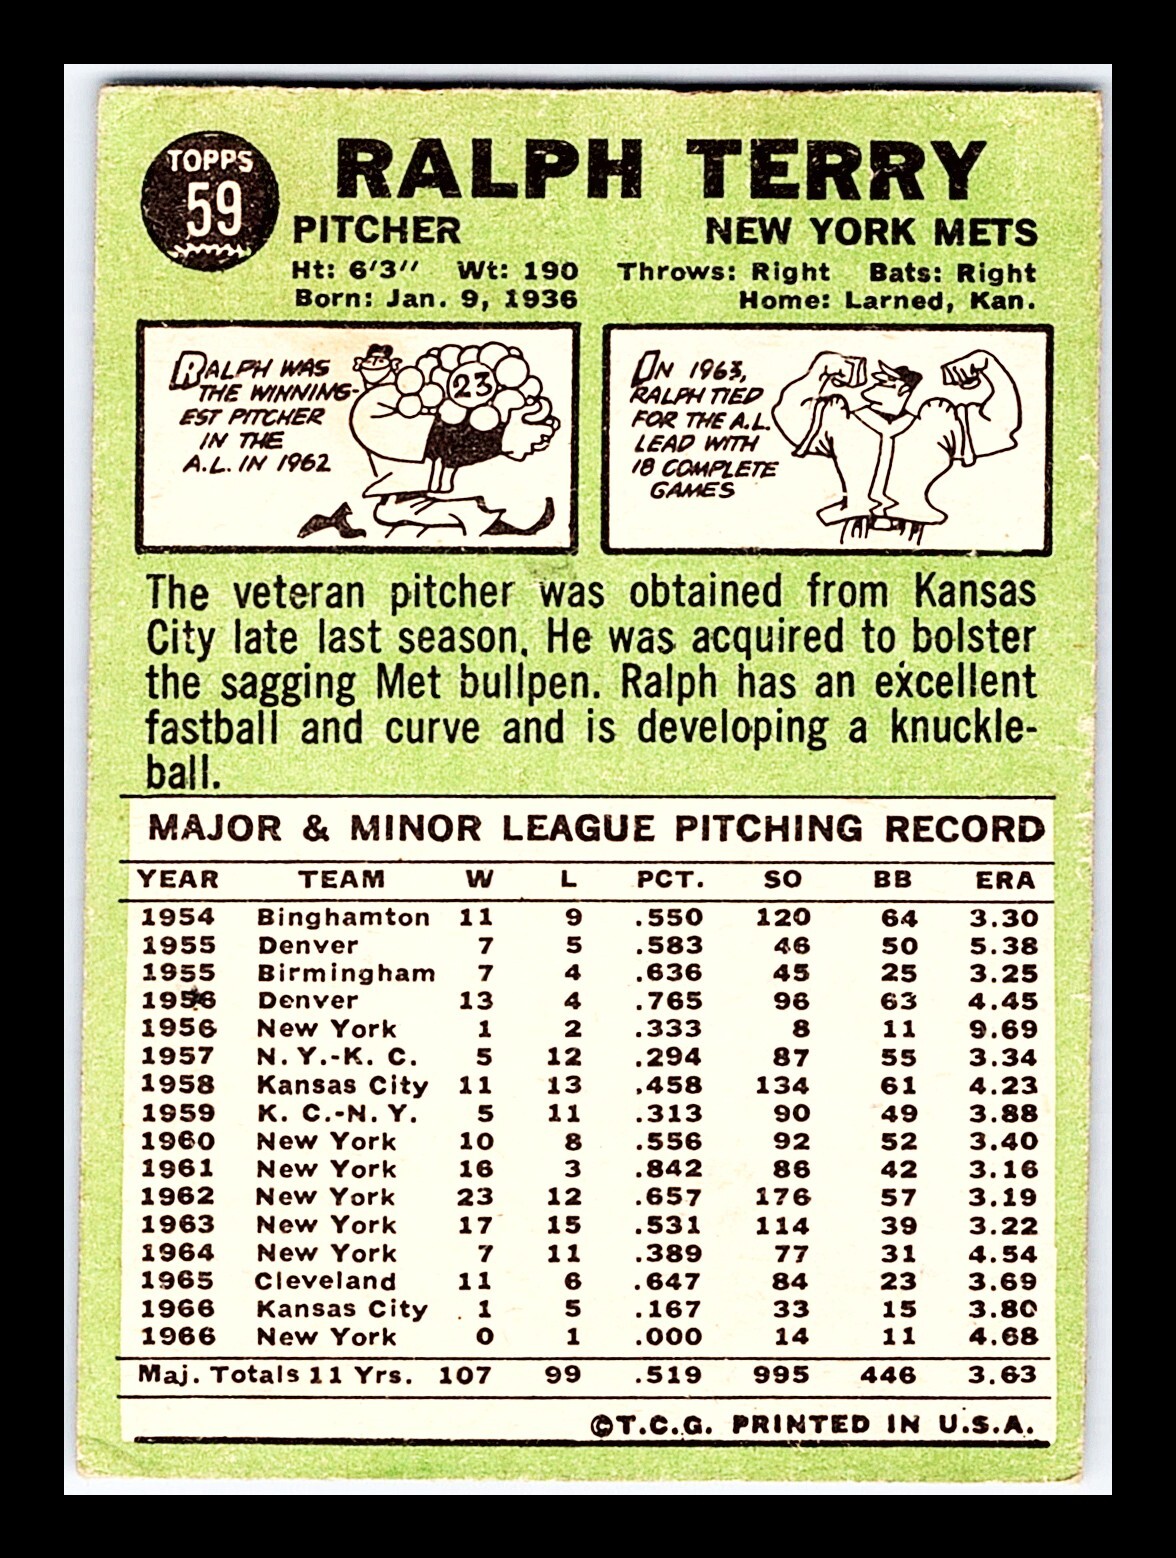 TOPPS
59
RALPH TERRY
PITCHER NEW YORK METS
Ht: 6'3" Wt: 190 Throws: Right Bats: Right
Born: Jan. 9, 1936 Home: Larned, Kan.
RALPH WAS
THE WINNING-
EST PITCHER
IN THE
A.L. IN 1962
23
IN 1963,
RALPH TIED
FOR THE A.L.
LEAD WITH
18 COMPLETE
GAMES
The veteran pitcher was obtained from Kansas
City late last season. He was acquired to bolster
the sagging Met bullpen. Ralph has an excellent
fastball and curve and is developing a knuckle-
ball.
MAJOR & MINOR LEAGUE PITCHING RECORD
YEAR TEAM W L PCT. SO BB ERA
1954 Binghamton 11 9 .550 120 64 3.30
1955 Denver 7 5 .583 46 50 5.38
1955 Birmingham 7 4 .636 45 25 3.25
1956 Denver 13 4 .765 96 63 4.45
1956 New York 1 2 .333 8 11 9.69
1957 N. Y.-K. C. 5 12 .294 87 55 3.34
1958 Kansas City 11 13 .458 134 61 4.23
1959 K. C.-N. Y. 5 11 .313 90 49 3.88
1960 New York 10 8 .556 92 52 3.40
1961 New York 16 3 .842 86 42 3.16
1962 New York 23 12 .657 176 57 3.19
1963 New York 17 15 .531 114 39 3.22
1964 New York 7 11 .389 77 31 4.54
1965 Cleveland 11 6 .647 84 23 3.69
1966 Kansas City 1 5 .167 33 15 3.80
1966 New York 0 1 .000 14 11 4.68
Maj. Totals 11 Yrs. 107 99 .519 995 446 3.63
©T.C.G. PRINTED IN U.S.A.